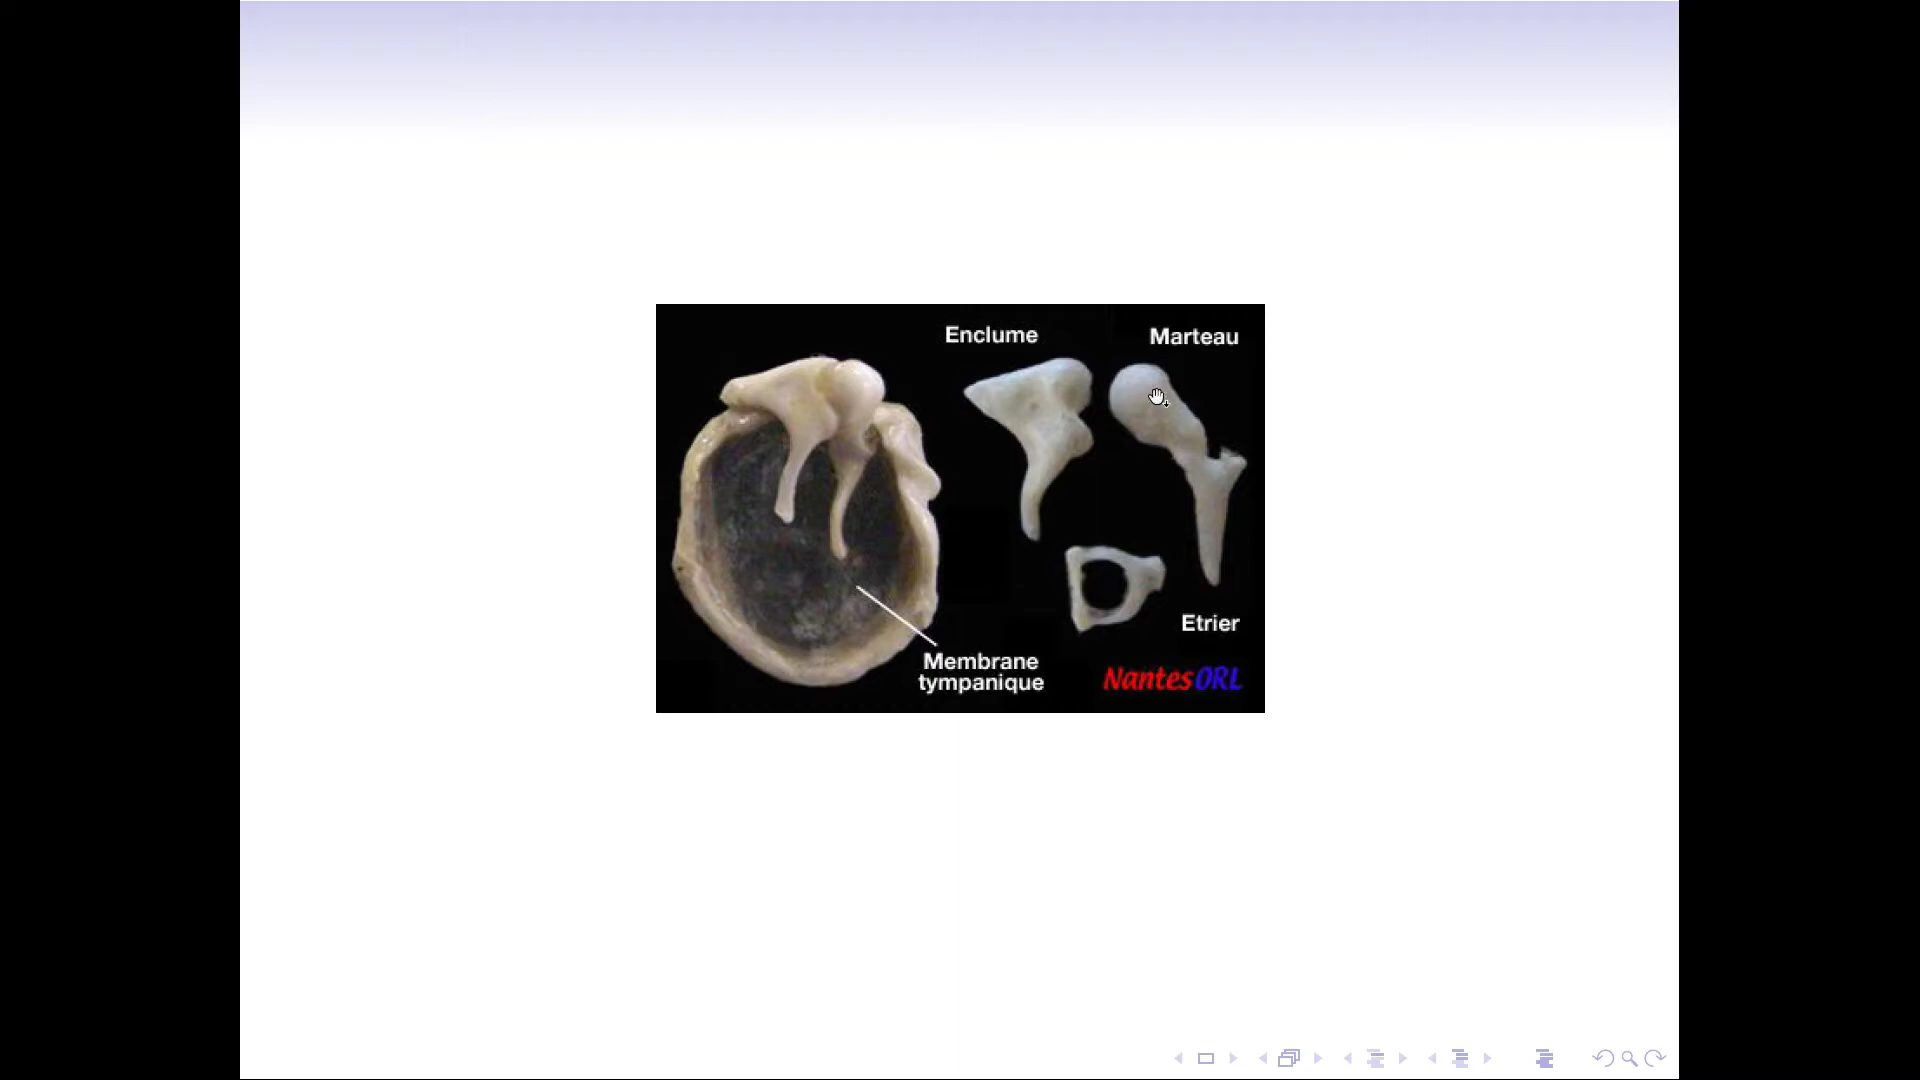 Enclume
Marteau
Etrier
Membrane
tympanique
NantesORL